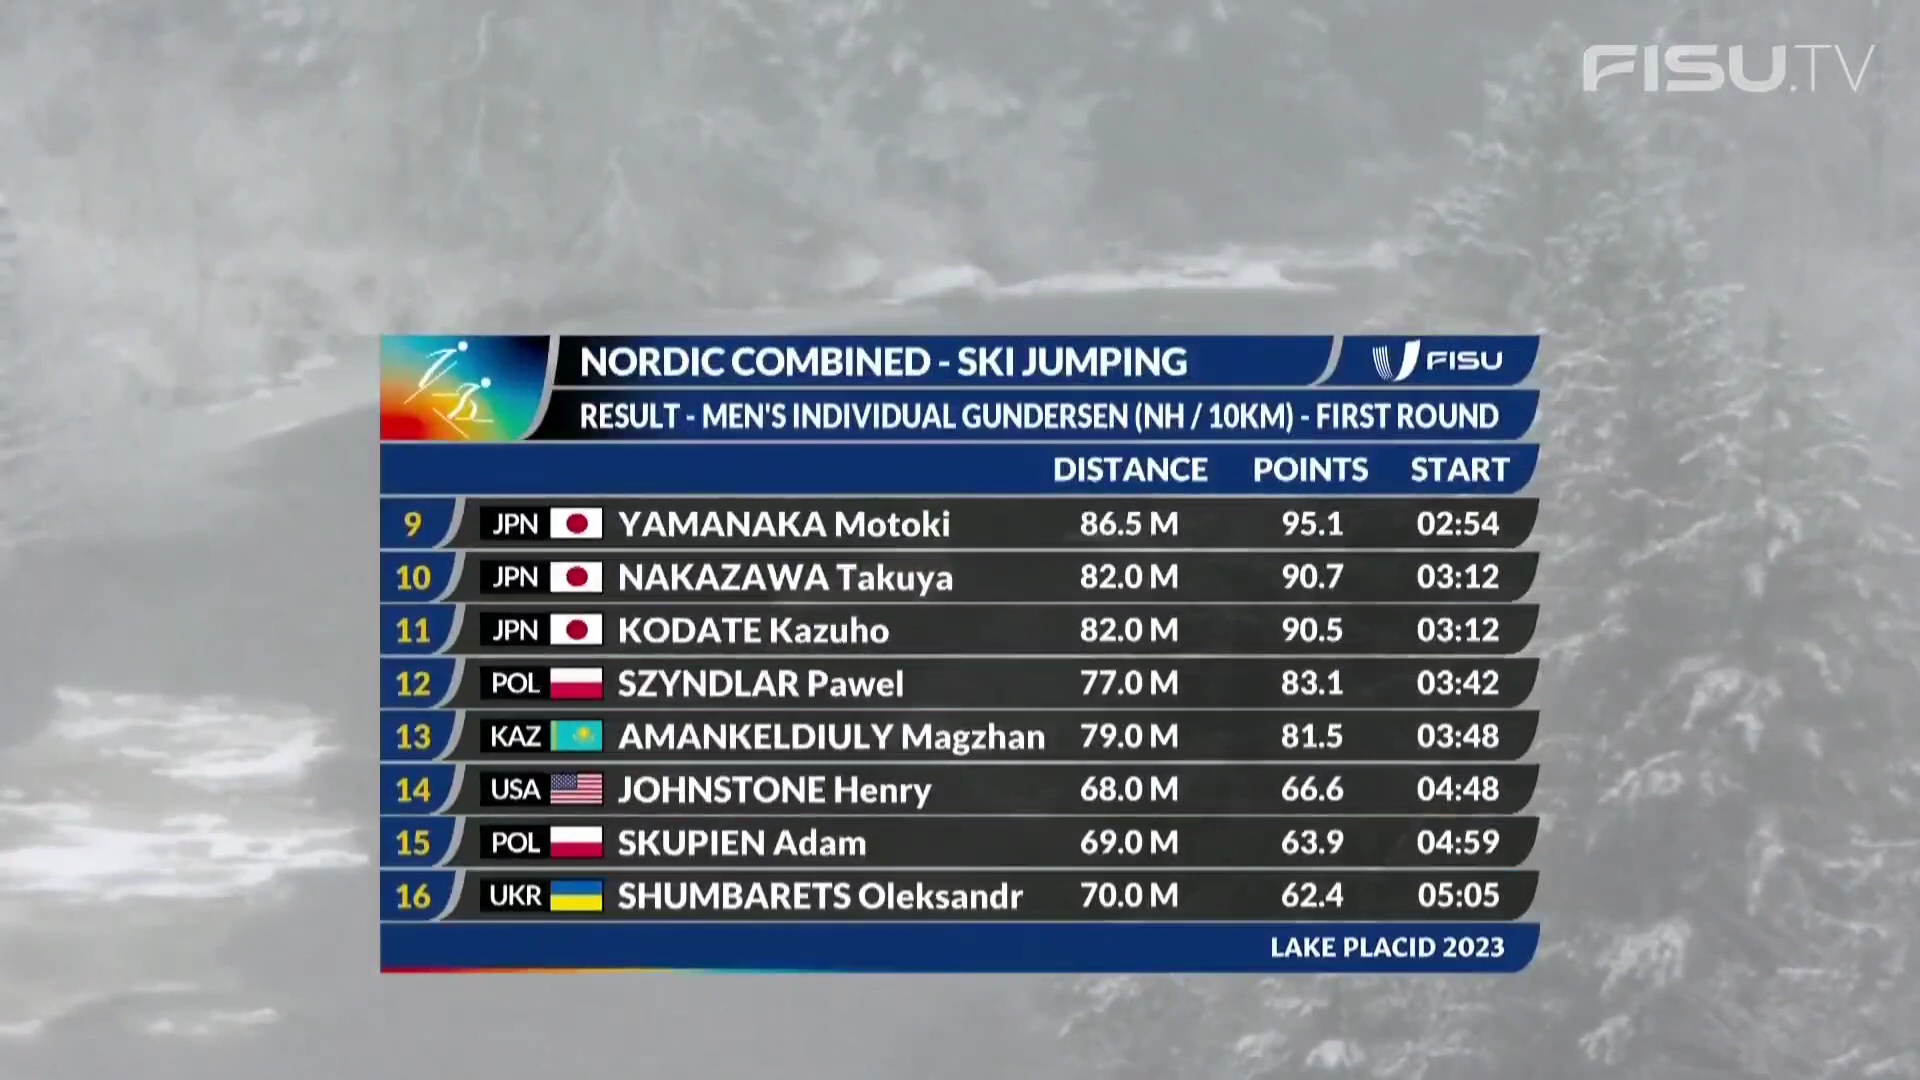 FISU.TV
NORDIC COMBINED - SKI JUMPING
FISU
RESULT - MEN'S INDIVIDUAL GUNDERSEN (NH / 10KM) - FIRST ROUND
DISTANCE POINTS START
9 JPN YAMANAKA Motoki 86.5 M 95.1 02:54
10 JPN NAKAZAWA Takuya 82.0 M 90.7 03:12
11 JPN KODATE Kazuho 82.0 M 90.5 03:12
12 POL SZYNDLAR Pawel 77.0 M 83.1 03:42
13 KAZ AMANKELDIULY Magzhan 79.0 M 81.5 03:48
14 USA JOHNSTONE Henry 68.0 M 66.6 04:48
15 POL SKUPIEN Adam 69.0 M 63.9 04:59
16 UKR SHUMBARETS Oleksandr 70.0 M 62.4 05:05
LAKE PLACID 2023